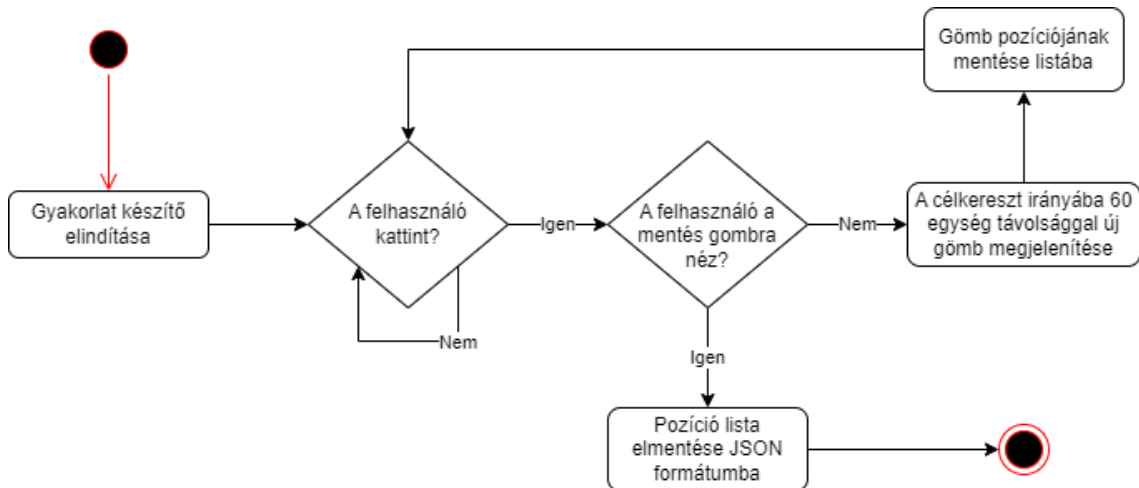 Gömb pozíciójának
mentése listába
Gyakorlat készítő
elindítása
A felhasználó
kattint?
Igen
A felhasználó a
mentés gombra
néz?
Nem
A célkereszt irányába 60
egység távolsággal új
gömb megjelenítése
Nem
Igen
Pozíció lista
elmentése JSON
formátumba